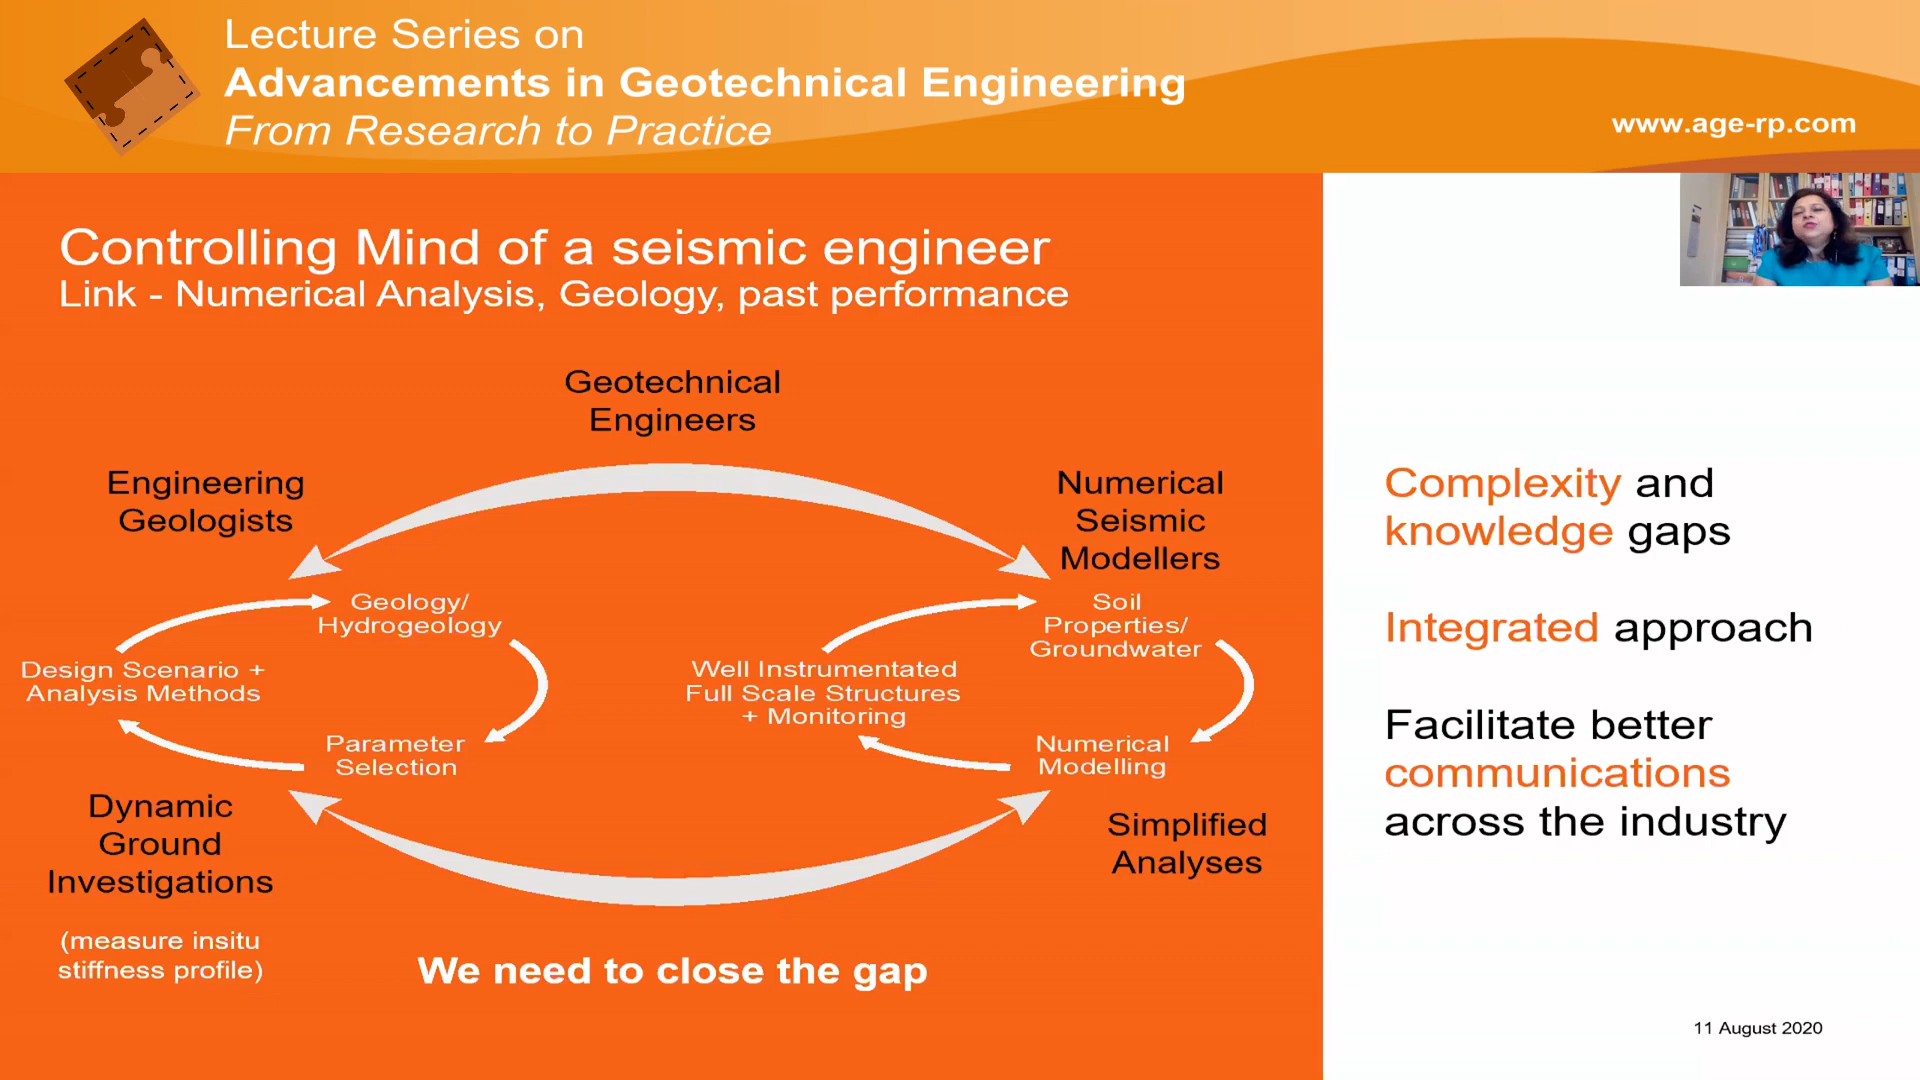 Lecture Series on
Advancements in Geotechnical Engineering
From Research to Practice
www.age-rp.com
Controlling Mind of a seismic engineer
Link - Numerical Analysis, Geology, past performance
Geotechnical
Engineers
Engineering
Geologists
Numerical
Seismic
Modellers
Geology/
Hydrogeology
Design Scenario +
Analysis Methods
Parameter
Selection
Soil
Properties/
Groundwater
Well Instrumentated
Full Scale Structures
+ Monitoring
Numerical
Modelling
Dynamic
Ground
Investigations
(measure insitu
stiffness profile)
Simplified
Analyses
We need to close the gap
Complexity and
knowledge gaps
Integrated approach
Facilitate better
communications
across the industry
11 August 2020